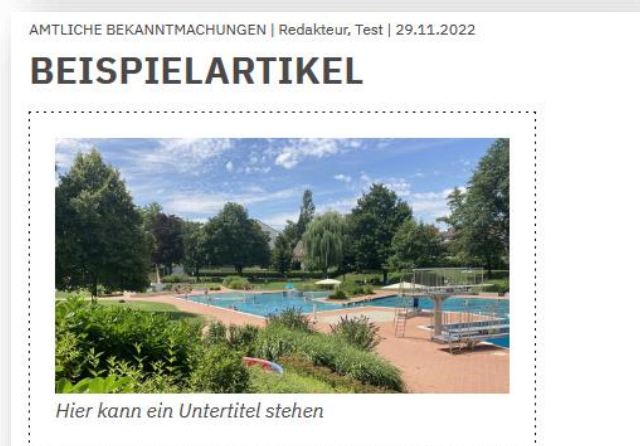 AMTLICHE BEKANNTMACHUNGEN | Redakteur, Test | 29.11.2022
BEISPIELARTIKEL
Hier kann ein Untertitel stehen